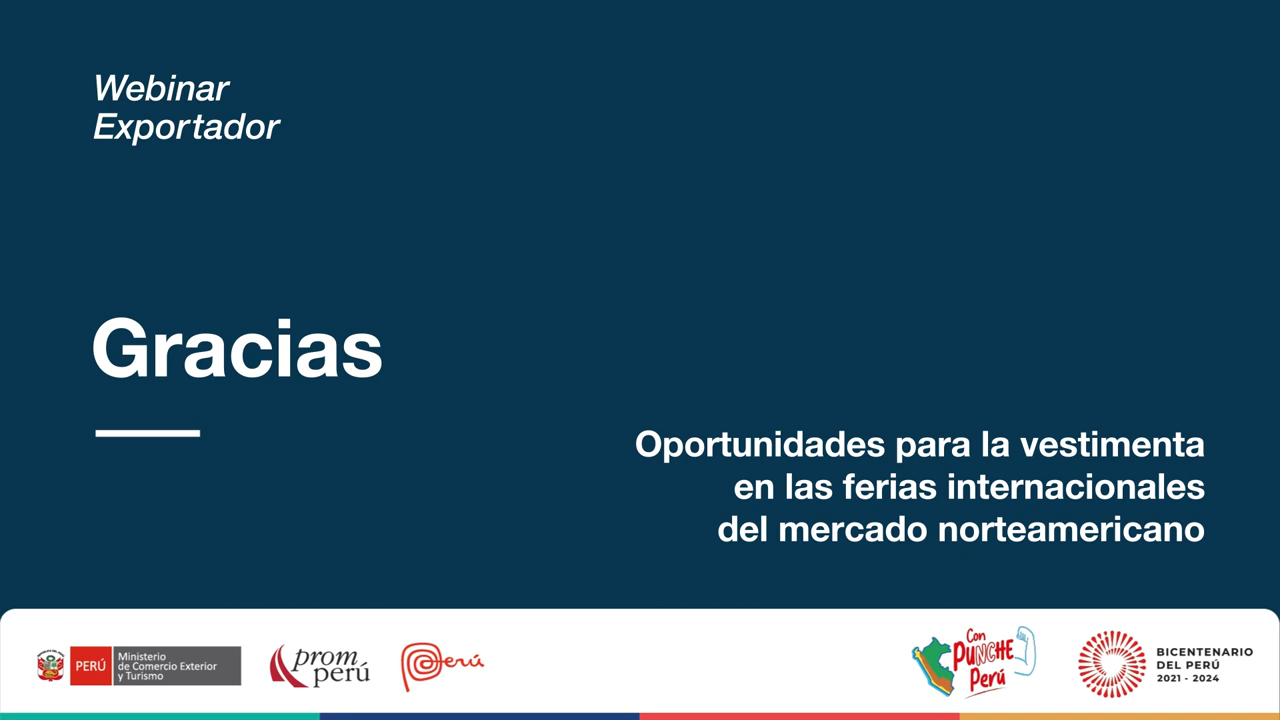 Webinar
Exportador
Gracias
Oportunidades para la vestimenta
en las ferias internacionales
del mercado norteamericano
PERÚ
Ministerio
de Comercio Exterior
y Turismo
prom
perú
Perú
Con
PUNCHE
Perú
BICENTENARIO
DEL PERÚ
2021 - 2024